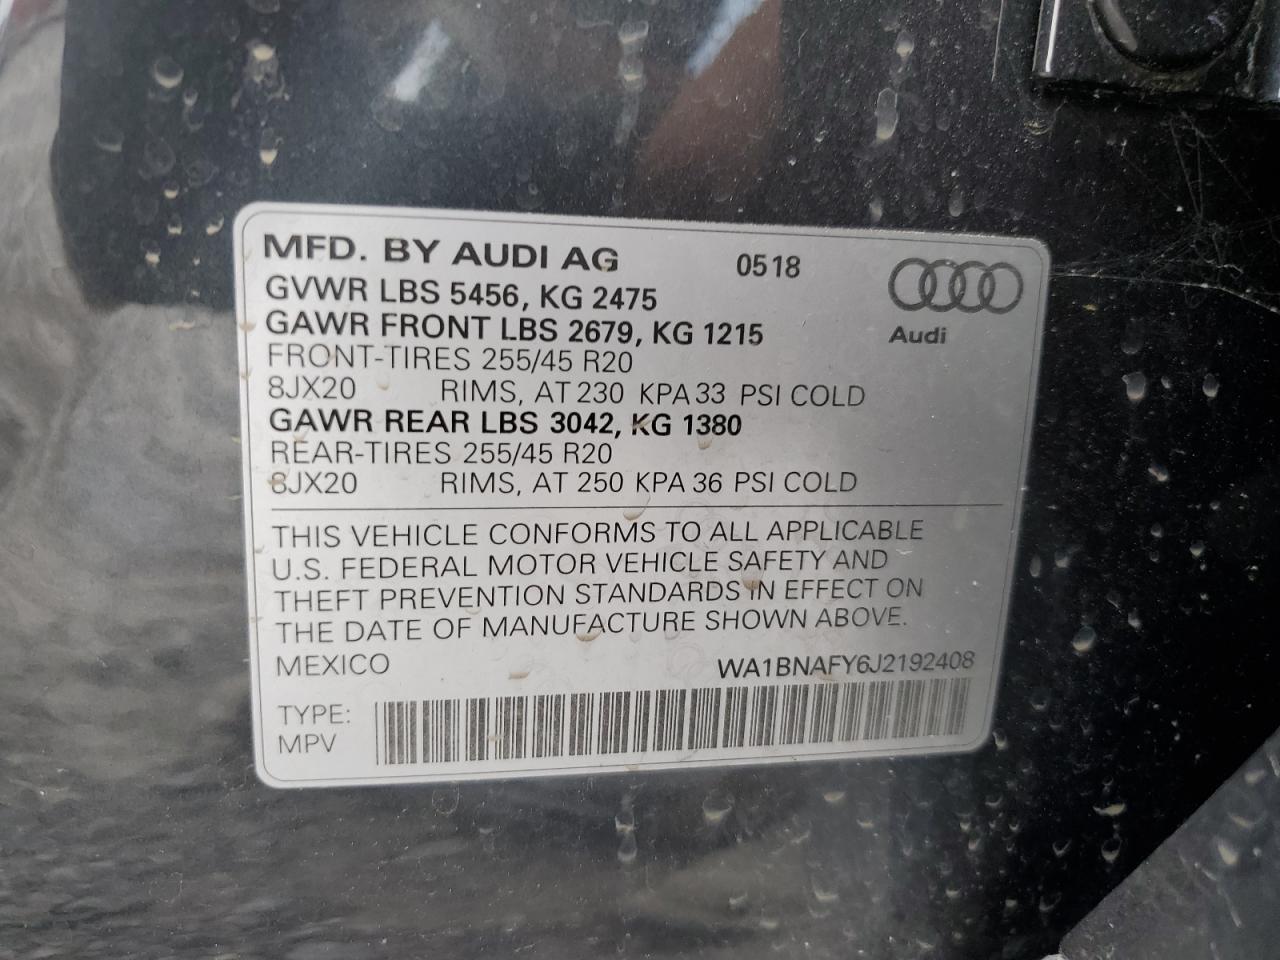 MFD. BY AUDI AG 0518
GVWR LBS 5456, KG 2475
GAWR FRONT LBS 2679, KG 1215
Audi
FRONT-TIRES 255/45 R20
8JX20 RIMS, AT 230 KPA 33 PSI COLD
GAWR REAR LBS 3042, KG 1380
REAR-TIRES 255/45 R20
8JX20 RIMS, AT 250 KPA 36 PSI COLD
THIS VEHICLE CONFORMS TO ALL APPLICABLE
U.S. FEDERAL MOTOR VEHICLE SAFETY AND
THEFT PREVENTION STANDARDS IN EFFECT ON
THE DATE OF MANUFACTURE SHOWN ABOVE.
MEXICO WA1BNAFY6J2192408
TYPE:
MPV